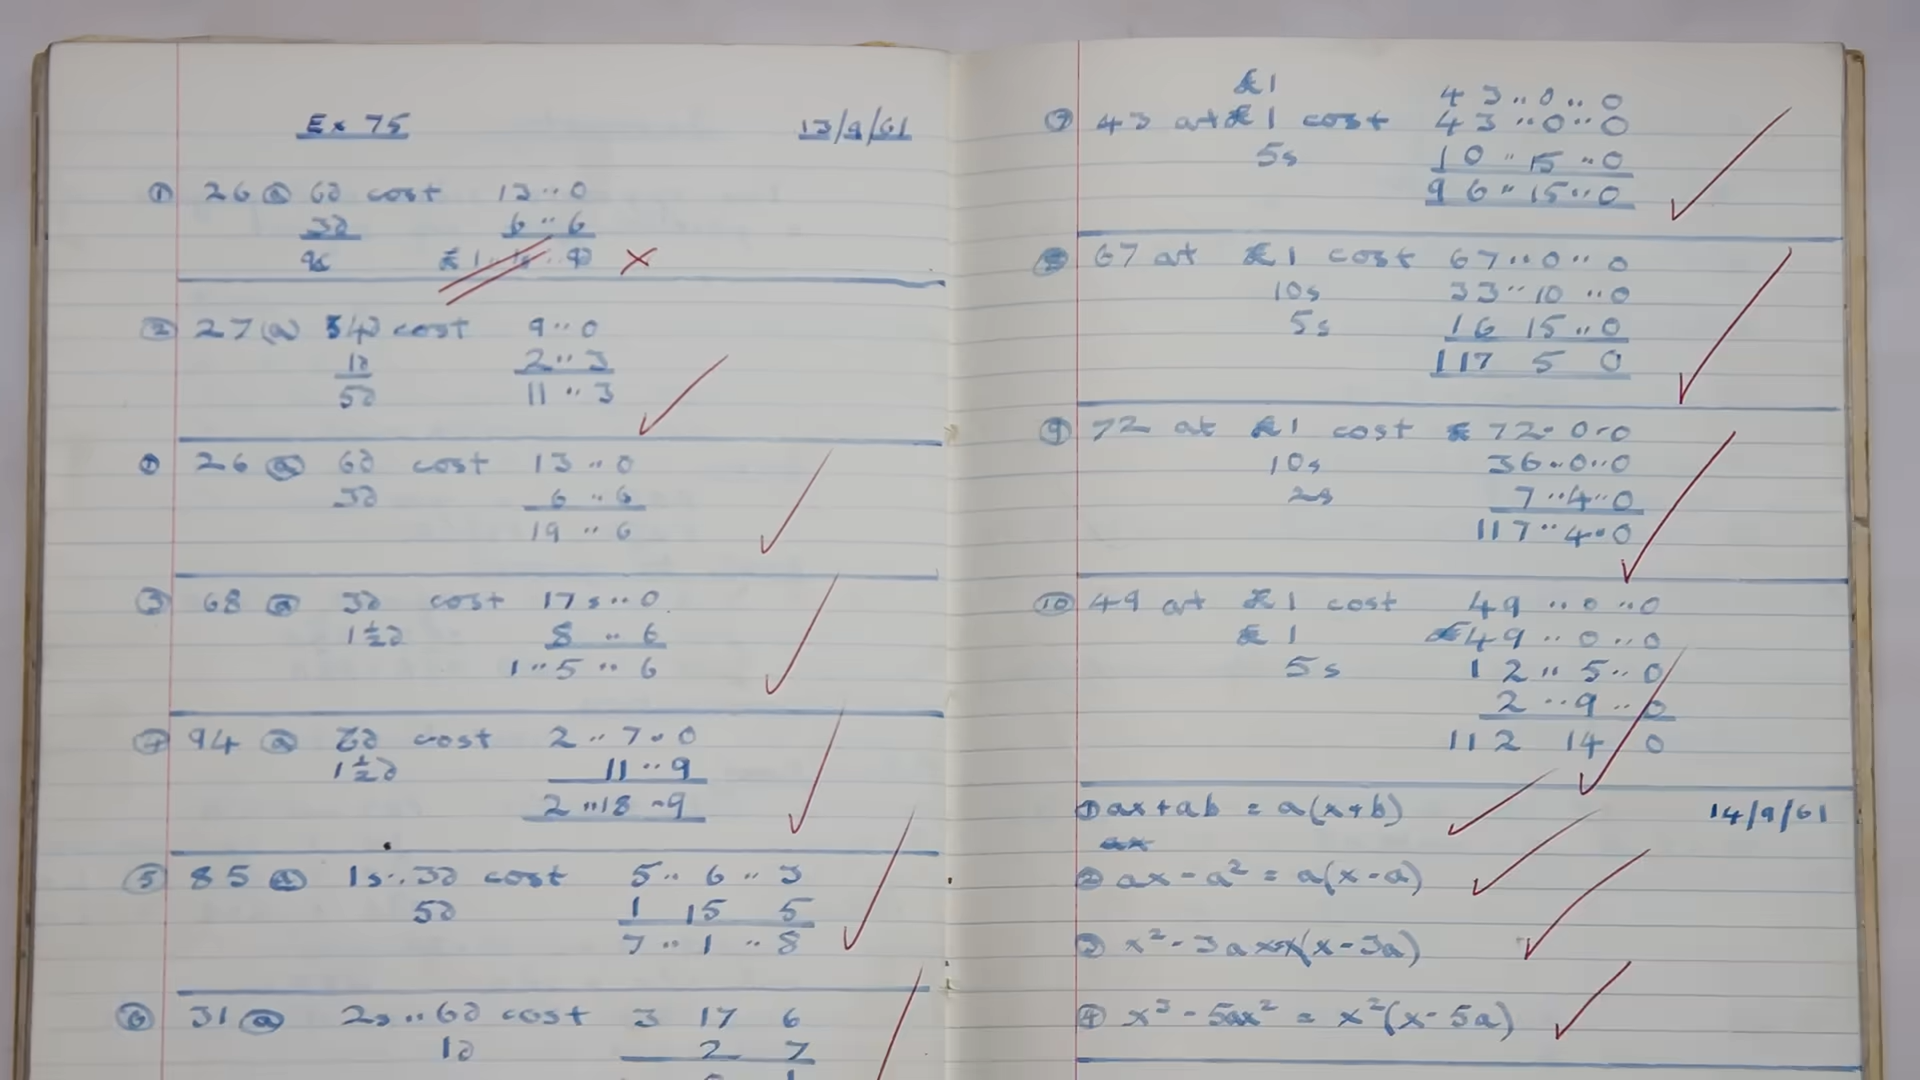 Ex 75 13/9/61
① 26 @ 6d cost 13..0
3d 6..6
9d
② 27 @ 4d cost 9..0
1d 2..3
5d 11..3
① 26 @ 6d cost 13..0
3d 6..6
19..6
③ 68 @ 3d cost 17s..0
1½d 8..6
1..5..6
④ 94 @ 6d cost 2..7..0
1½d 11..9
2..18..9
⑤ 85 @ 1s..3d cost 5..6..3
5d 1 15 5
7..1..8
⑥ 31 @ 2s..6d cost 3 17 6
1d 2 7
£1 43..0..0
⑦ 43 at £1 cost 43..0..0
5s 10..15..0
96..15..0
⑧ 67 at £1 cost 67..0..0
10s 33..10..0
5s 16 15..0
117 5 0
⑨ 72 at £1 cost £72..0..0
10s 36..0..0
2s 7..4..0
117..4..0
⑩ 49 at £1 cost 49..0..0
£1 49..0..0
5s 12..5..0
2..9..0
112 14 0
① ax+ab = a(x+b) 14/9/61
ax
② ax-a² = a(x-a)
③ x²-3ax = x(x-3a)
④ x³-5ax² = x²(x-5a)